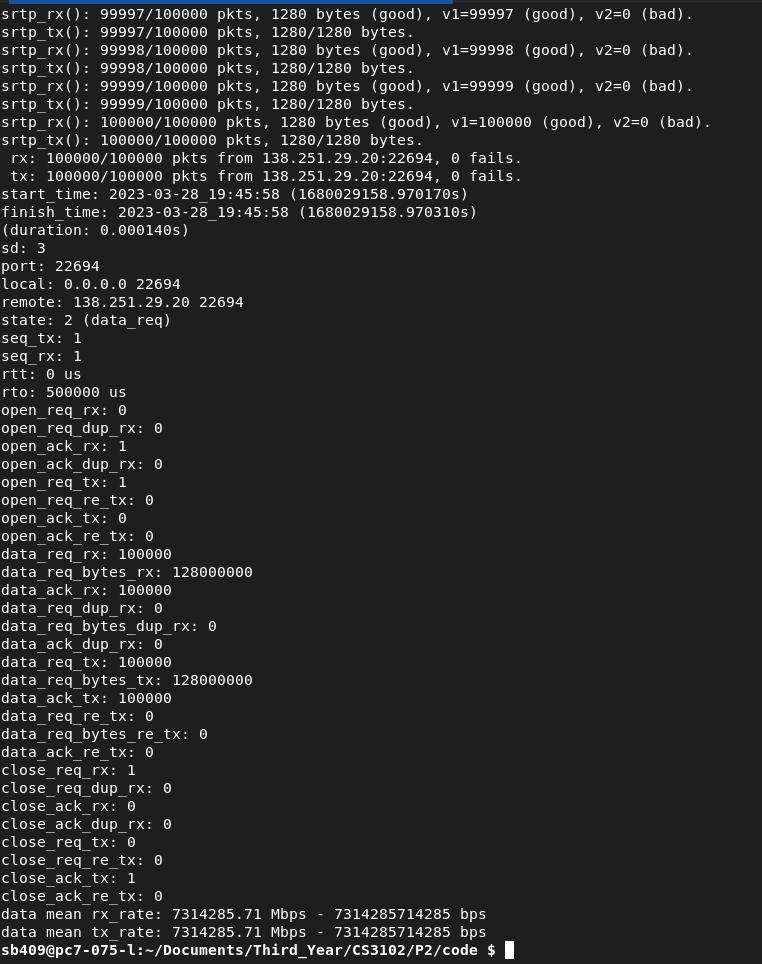 srtp_rx(): 99997/100000 pkts, 1280 bytes (good), v1=99997 (good), v2=0 (bad).
srtp_tx(): 99997/100000 pkts, 1280/1280 bytes.
srtp_rx(): 99998/100000 pkts, 1280 bytes (good), v1=99998 (good), v2=0 (bad).
srtp_tx(): 99998/100000 pkts, 1280/1280 bytes.
srtp_rx(): 99999/100000 pkts, 1280 bytes (good), v1=99999 (good), v2=0 (bad).
srtp_tx(): 99999/100000 pkts, 1280/1280 bytes.
srtp_rx(): 100000/100000 pkts, 1280 bytes (good), v1=100000 (good), v2=0 (bad).
srtp_tx(): 100000/100000 pkts, 1280/1280 bytes.
 rx: 100000/100000 pkts from 138.251.29.20:22694, 0 fails.
 tx: 100000/100000 pkts from 138.251.29.20:22694, 0 fails.
start_time: 2023-03-28_19:45:58 (1680029158.970170s)
finish_time: 2023-03-28_19:45:58 (1680029158.970310s)
(duration: 0.000140s)
sd: 3
port: 22694
local: 0.0.0.0 22694
remote: 138.251.29.20 22694
state: 2 (data_req)
seq_tx: 1
seq_rx: 1
rtt: 0 us
rto: 500000 us
open_req_rx: 0
open_req_dup_rx: 0
open_ack_rx: 1
open_ack_dup_rx: 0
open_req_tx: 1
open_req_re_tx: 0
open_ack_tx: 0
open_ack_re_tx: 0
data_req_rx: 100000
data_req_bytes_rx: 128000000
data_ack_rx: 100000
data_req_dup_rx: 0
data_req_bytes_dup_rx: 0
data_ack_dup_rx: 0
data_req_tx: 100000
data_req_bytes_tx: 128000000
data_ack_tx: 100000
data_req_re_tx: 0
data_req_bytes_re_tx: 0
data_ack_re_tx: 0
close_req_rx: 1
close_req_dup_rx: 0
close_ack_rx: 0
close_ack_dup_rx: 0
close_req_tx: 0
close_req_re_tx: 0
close_ack_tx: 1
close_ack_re_tx: 0
data mean rx_rate: 7314285.71 Mbps - 7314285714285 bps
data mean tx_rate: 7314285.71 Mbps - 7314285714285 bps
sb409@pc7-075-l:~/Documents/Third_Year/CS3102/P2/code $